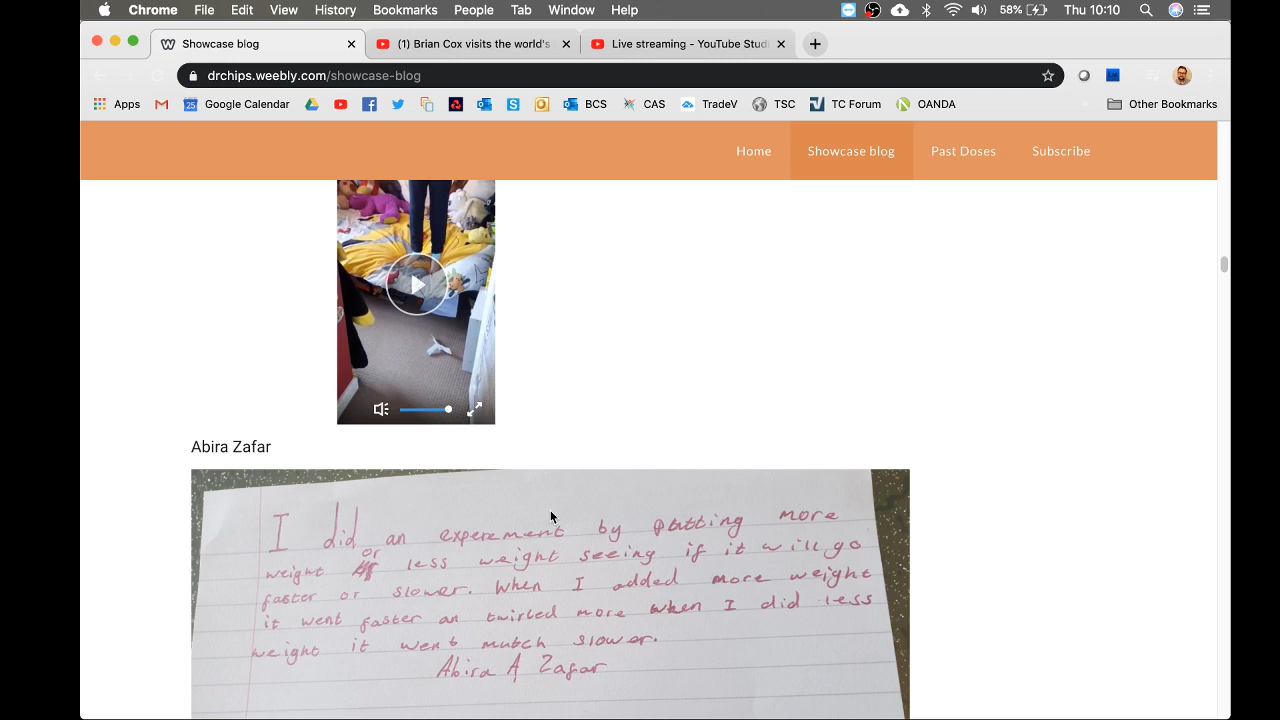 Chrome File Edit View History Bookmarks People Tab Window Help 58% Thu 10:10
Showcase blog (1) Brian Cox visits the world's Live streaming - YouTube Studi
drchips.weebly.com/showcase-blog
Apps Google Calendar BCS CAS TradeV TSC TC Forum OANDA Other Bookmarks
Home Showcase blog Past Doses Subscribe
Abira Zafar
I did an experement by putting more
weight or less weight seeing if it will go
faster or slower. When I added more weight
it went faster an twirled more when I did less
weight it went mutch slower.
Abira A Zafar